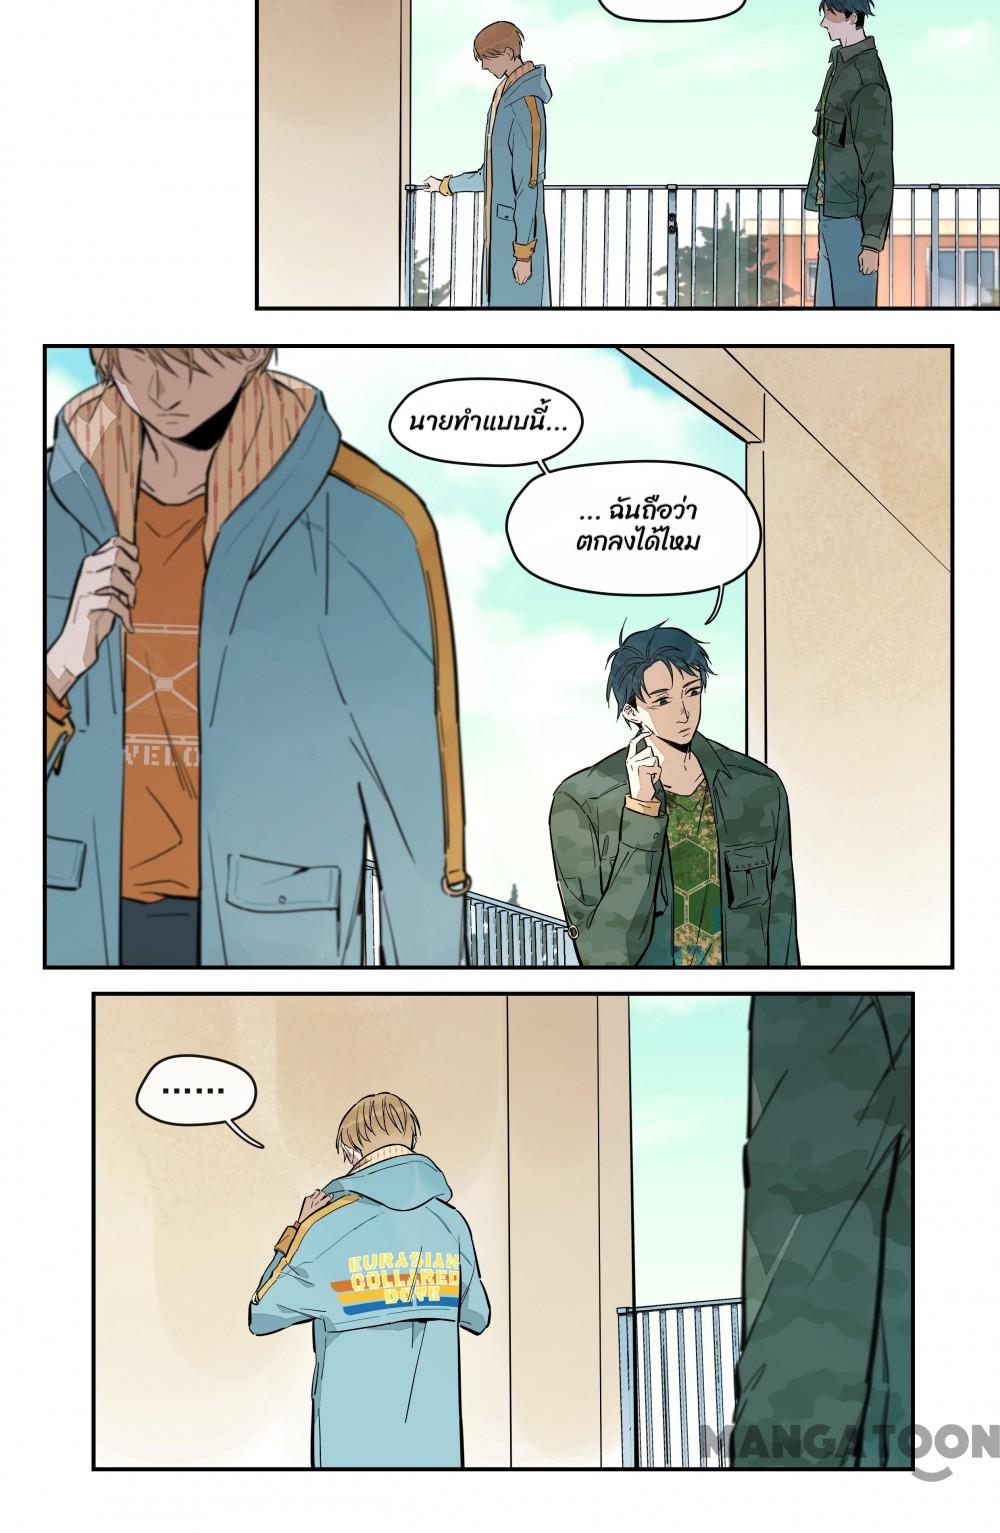 นายทำแบบนี้...
... ฉันถือว่า
ตกลงได้ไหม
VELO
......
EURASIAN
COLLARED
DOVE
MANGATOON